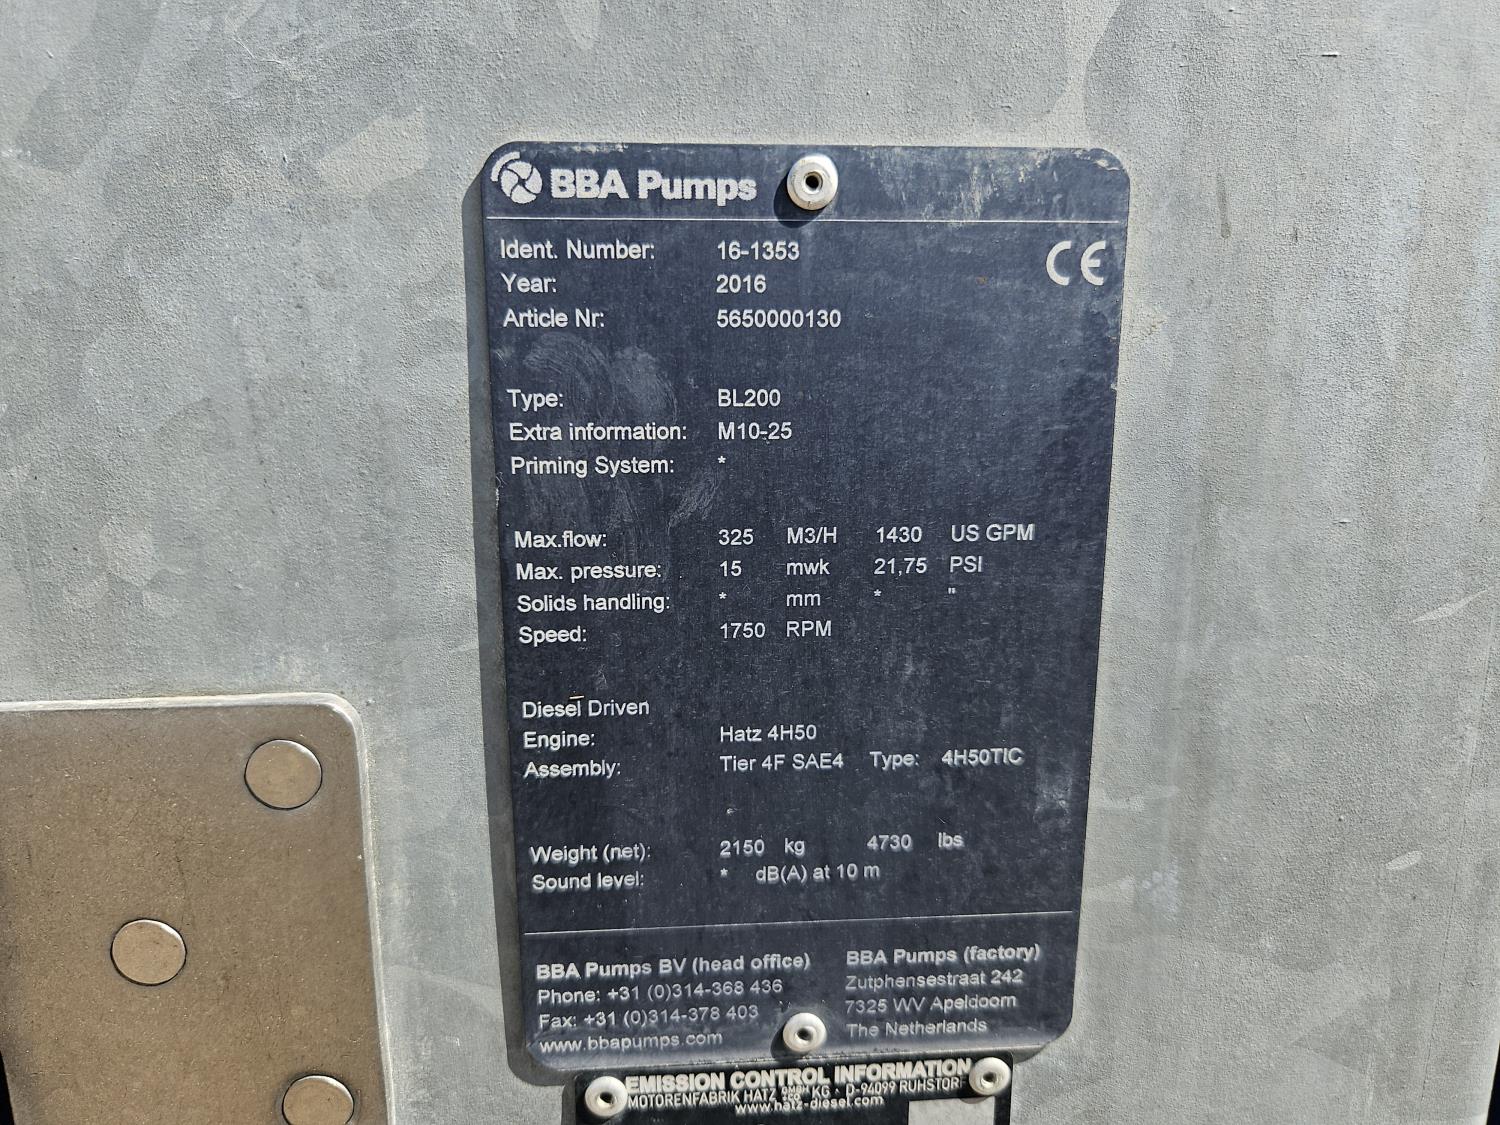 BBA Pumps
CE
Ident. Number: 16-1353
Year: 2016
Article Nr: 5650000130
Type: BL200
Extra information: M10-25
Priming System: *
Max.flow: 325 M3/H 1430 US GPM
Max. pressure: 15 mwk 21,75 PSI
Solids handling: * mm * "
Speed: 1750 RPM
Diesel Driven
Engine: Hatz 4H50
Assembly: Tier 4F SAE4 Type: 4H50TIC
Weight (net): 2150 kg 4730 lbs
Sound level: * dB(A) at 10 m
BBA Pumps BV (head office)
Phone: +31 (0)314-368 436
Fax: +31 (0)314-378 403
www.bbapumps.com
BBA Pumps (factory)
Zutphensestraat 242
7325 WV Apeldoorn
The Netherlands
EMISSION CONTROL INFORMATION
MOTORENFABRIK HATZ GMBH + CO KG · D-94099 RUHSTORF
www.hatz-diesel.com